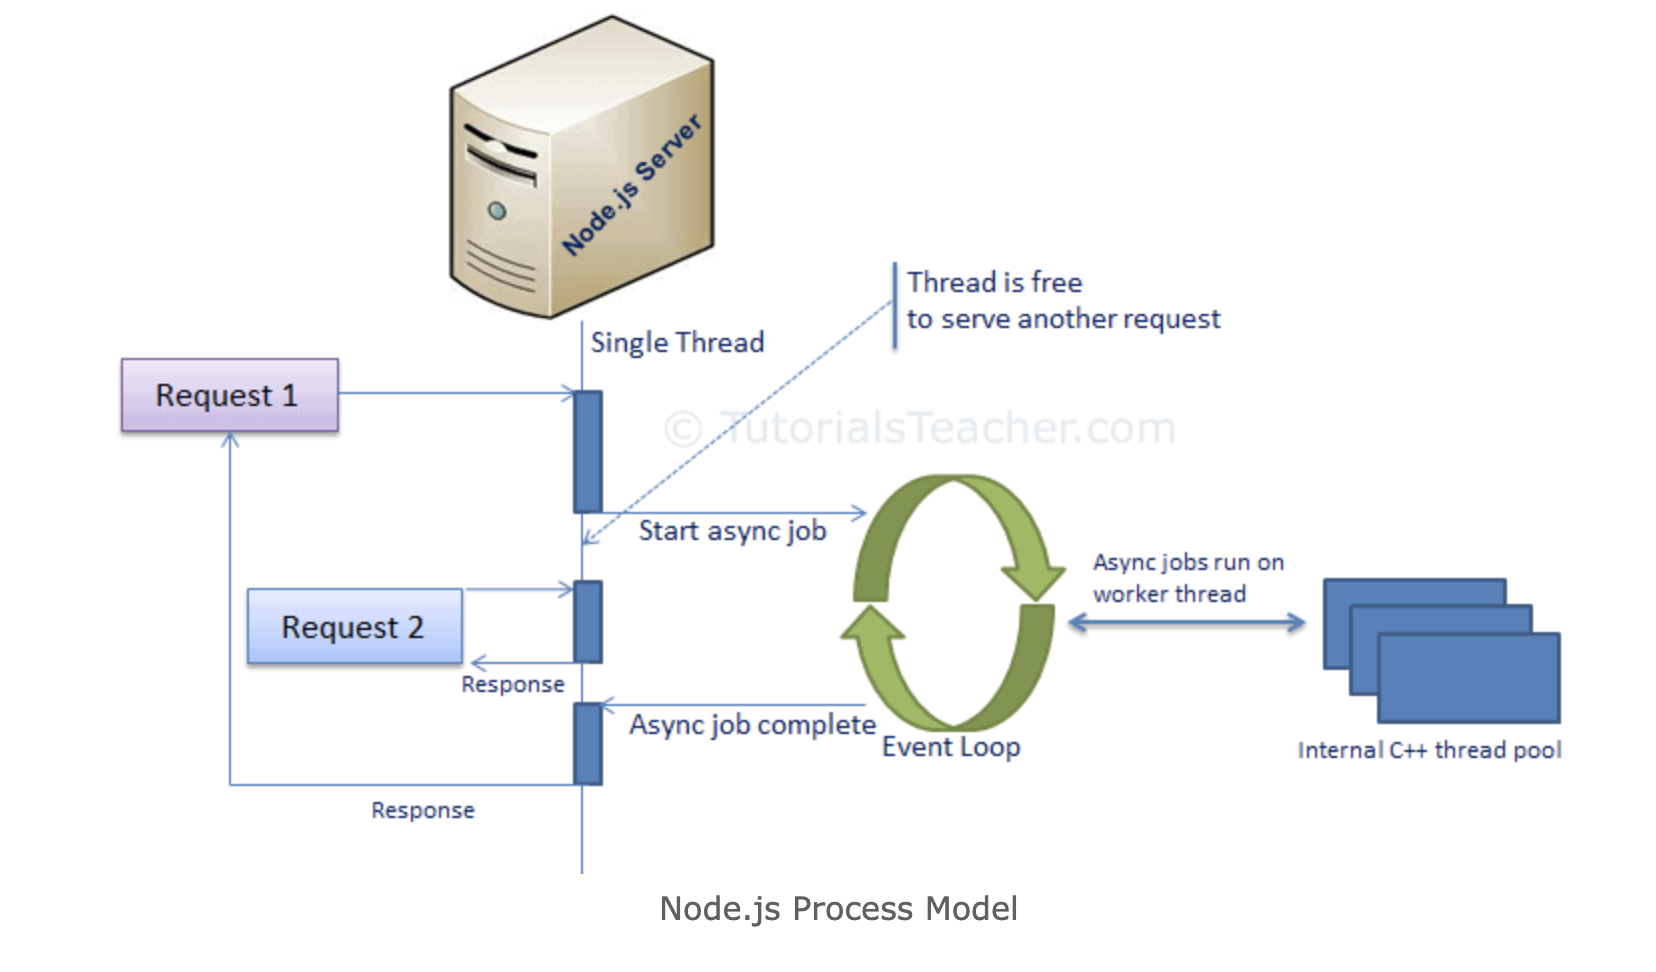 Node.js Server
Thread is free
to serve another request
Single Thread
Request 1
© TutorialsTeacher.com
Start async job
Async jobs run on
worker thread
Request 2
Response
Async job complete
Event Loop
Internal C++ thread pool
Response
Node.js Process Model